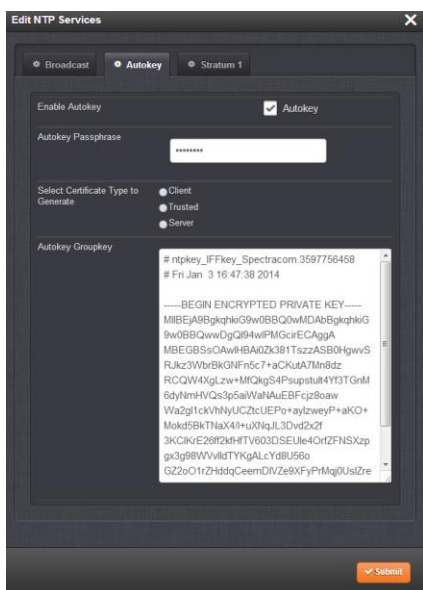 Edit NTP Services
Broadcast Autokey Stratum 1
Enable Autokey Autokey
Autokey Passphrase
••••••••
Select Certificate Type to Generate
Client
Trusted
Server
Autokey Groupkey
# ntpkey_IFFkey_Spectracom.3597756458
# Fri Jan 3 16:47:38 2014
-----BEGIN ENCRYPTED PRIVATE KEY-----
MIIBEjA9BgkqhkiG9w0BBQ0wMDAbBgkqhkiG
9w0BBQwwDgQI94wlPMGcirECAggA
MBEGBSsOAwIHBAi0Zk381TszzASB0HgwvS
RJkz3WbrBkGNFn5c7+aCKutA7Mn8dz
RCQW4XgLzw+MfQkgS4Psupstult4Yf3TGnM
6dyNmHVQs3p5aiWaNAuEBFcjz8oaw
Wa2gl1ckVhNyUCZtcUEPo+aylzweyP+aKO+
Mokd5BkTNaX4/I+uXNqJL3Dvd2x2f
3KClKrE26ff2kfHfTV603DSEUle4OrfZFNSXzp
gx3g98WVvlldTYKgALcYd8U56o
GZ2oO1rZHddqCeemDIVZe9XFyPrMqj0UslZre
Submit